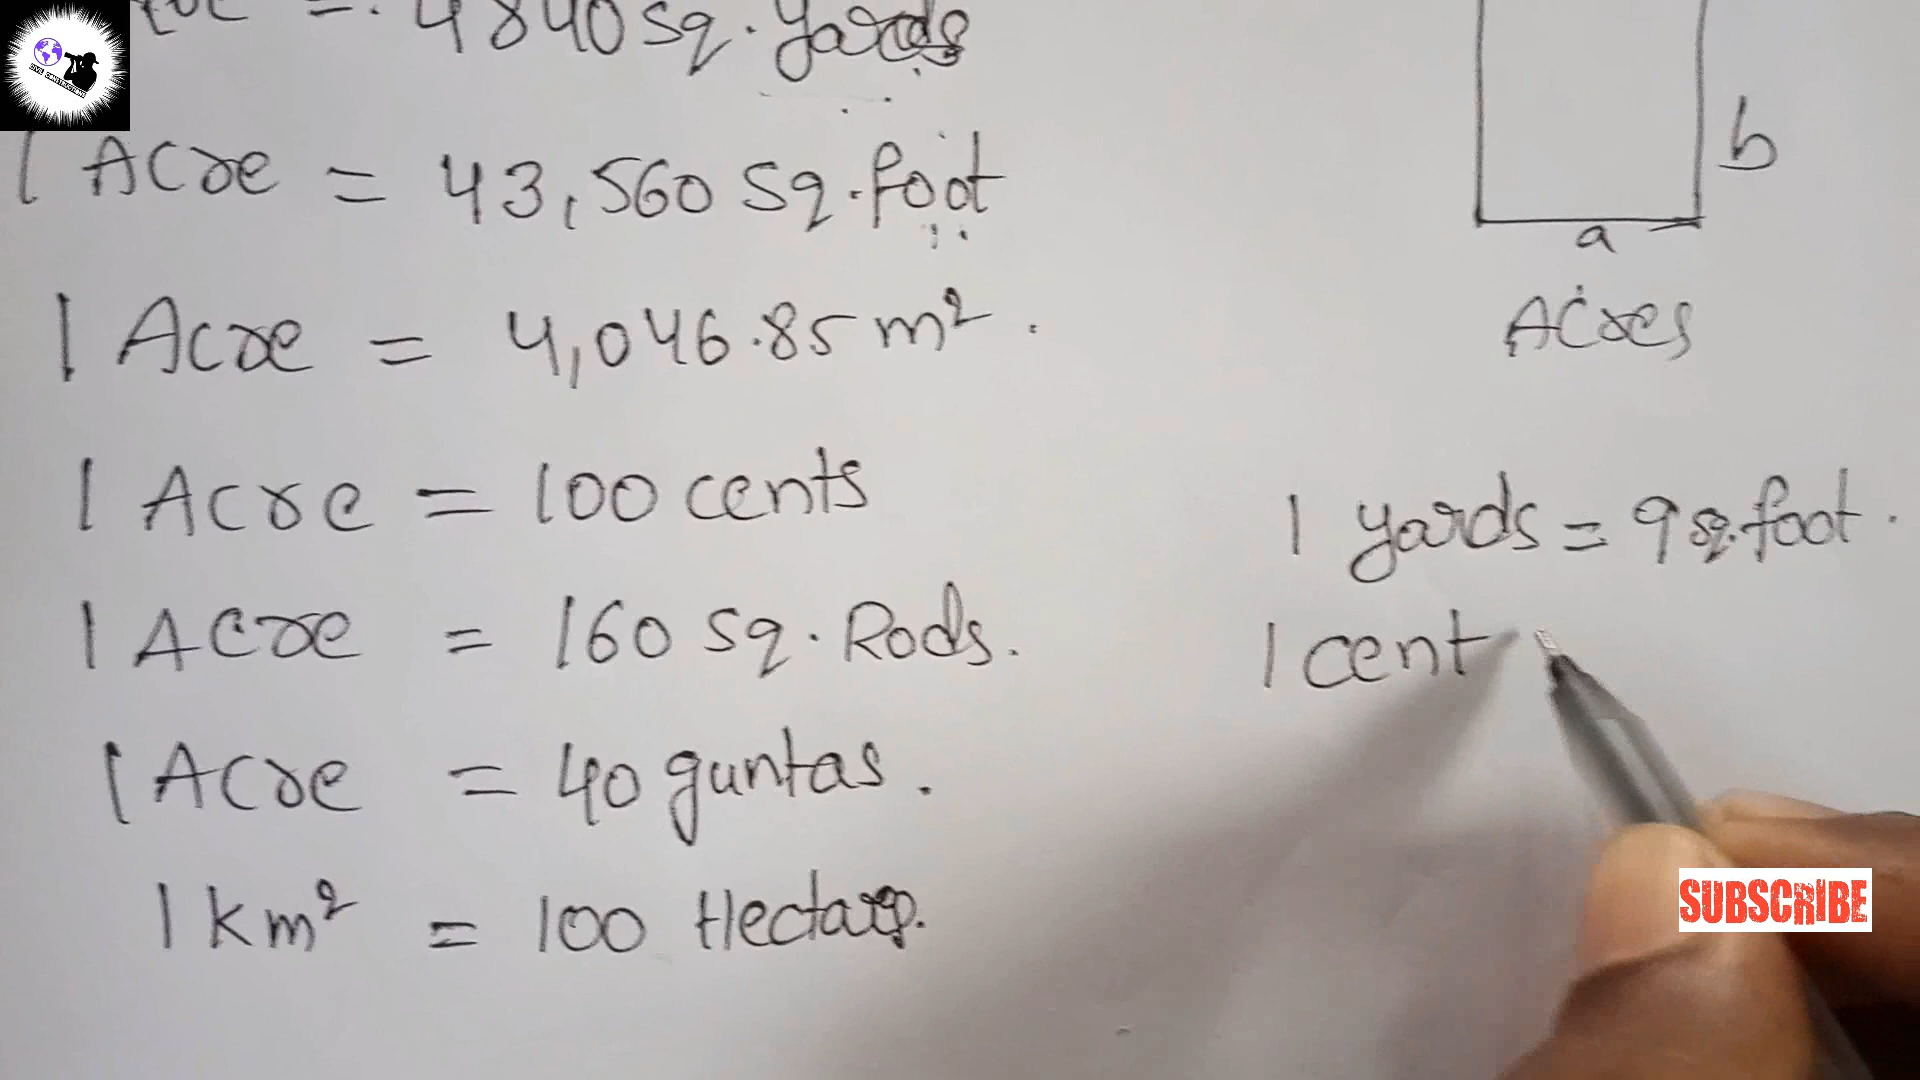 = 4840 sq. yards
1 Acre = 43,560 sq. foot
1 Acre = 4,046.85 m²
1 Acre = 100 cents
1 Acre = 160 sq. Rods.
1 Acre = 40 guntas.
1 km² = 100 Hectares.
b
a
Acres
1 yards = 9 sq. foot.
1 cent
SUBSCRIBE